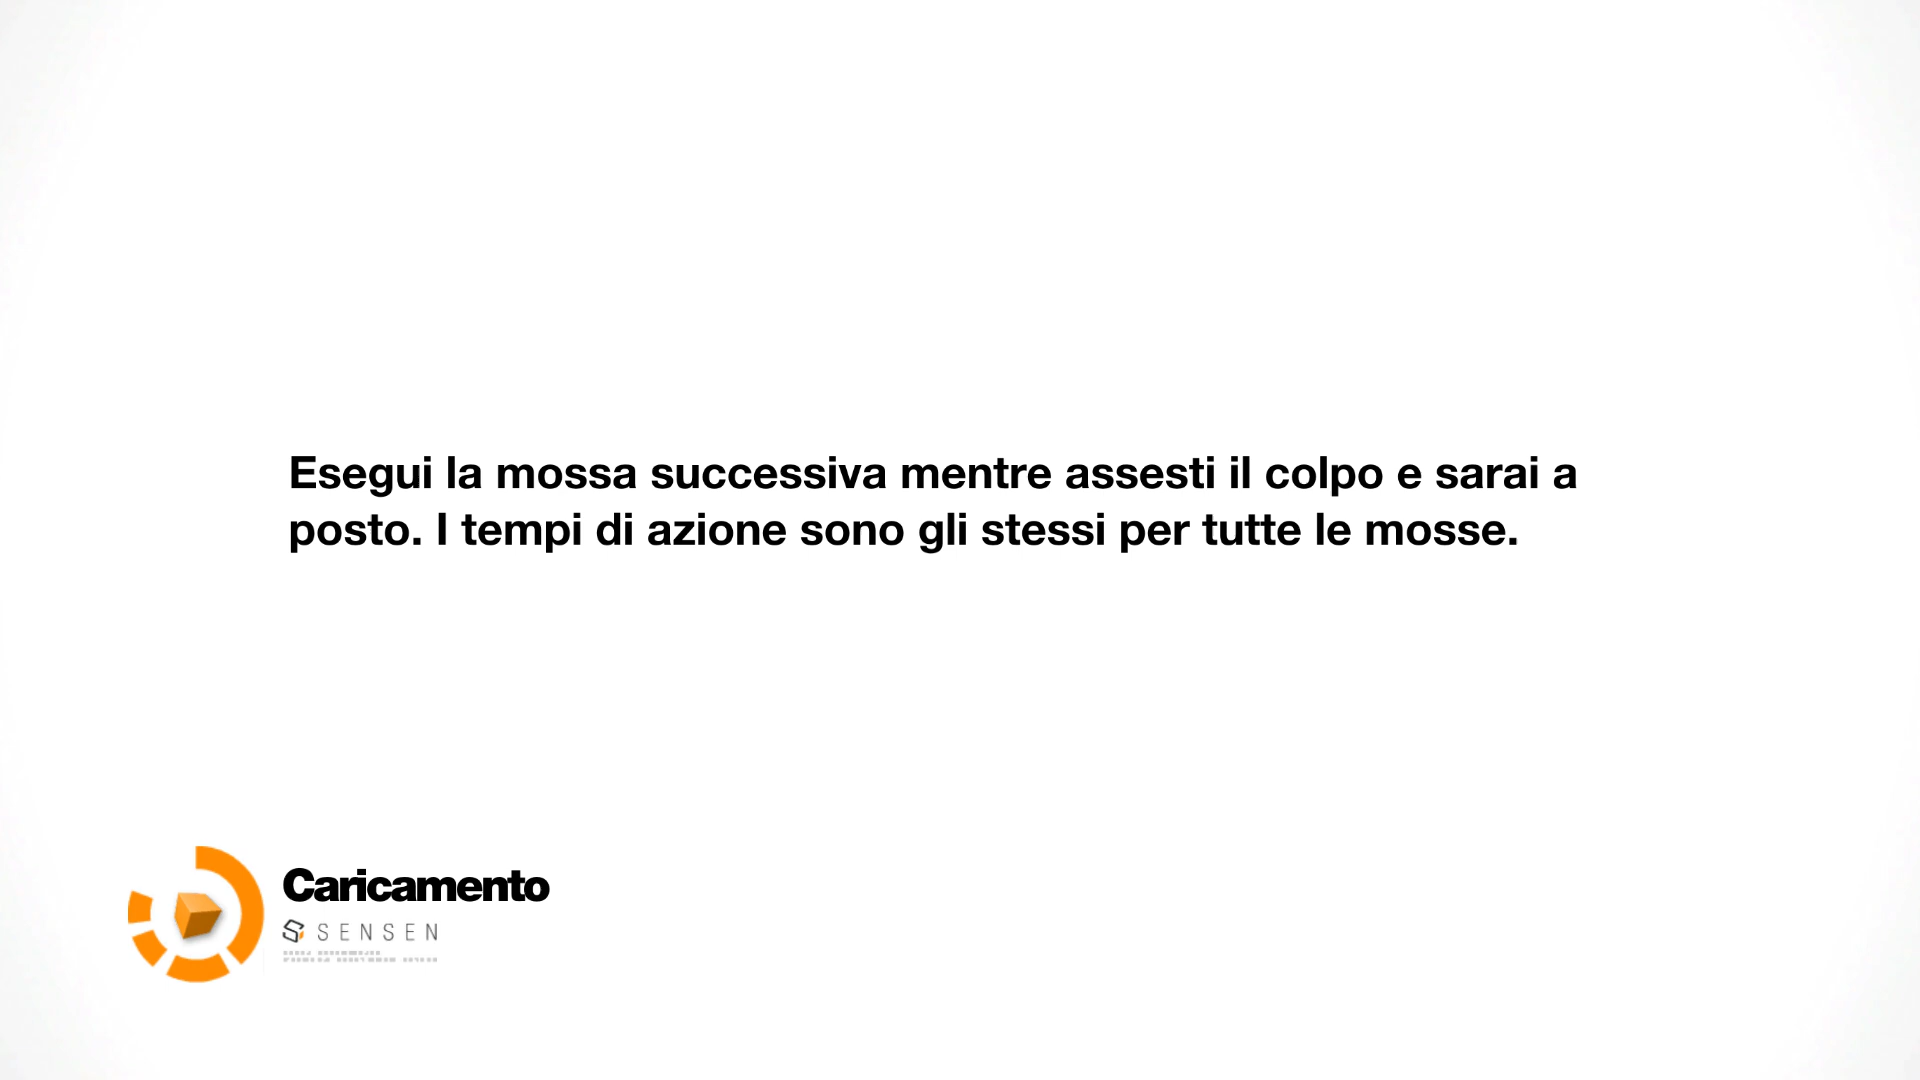 Esegui la mossa successiva mentre assesti il colpo e sarai a
posto. I tempi di azione sono gli stessi per tutte le mosse.
Caricamento
SENSEN